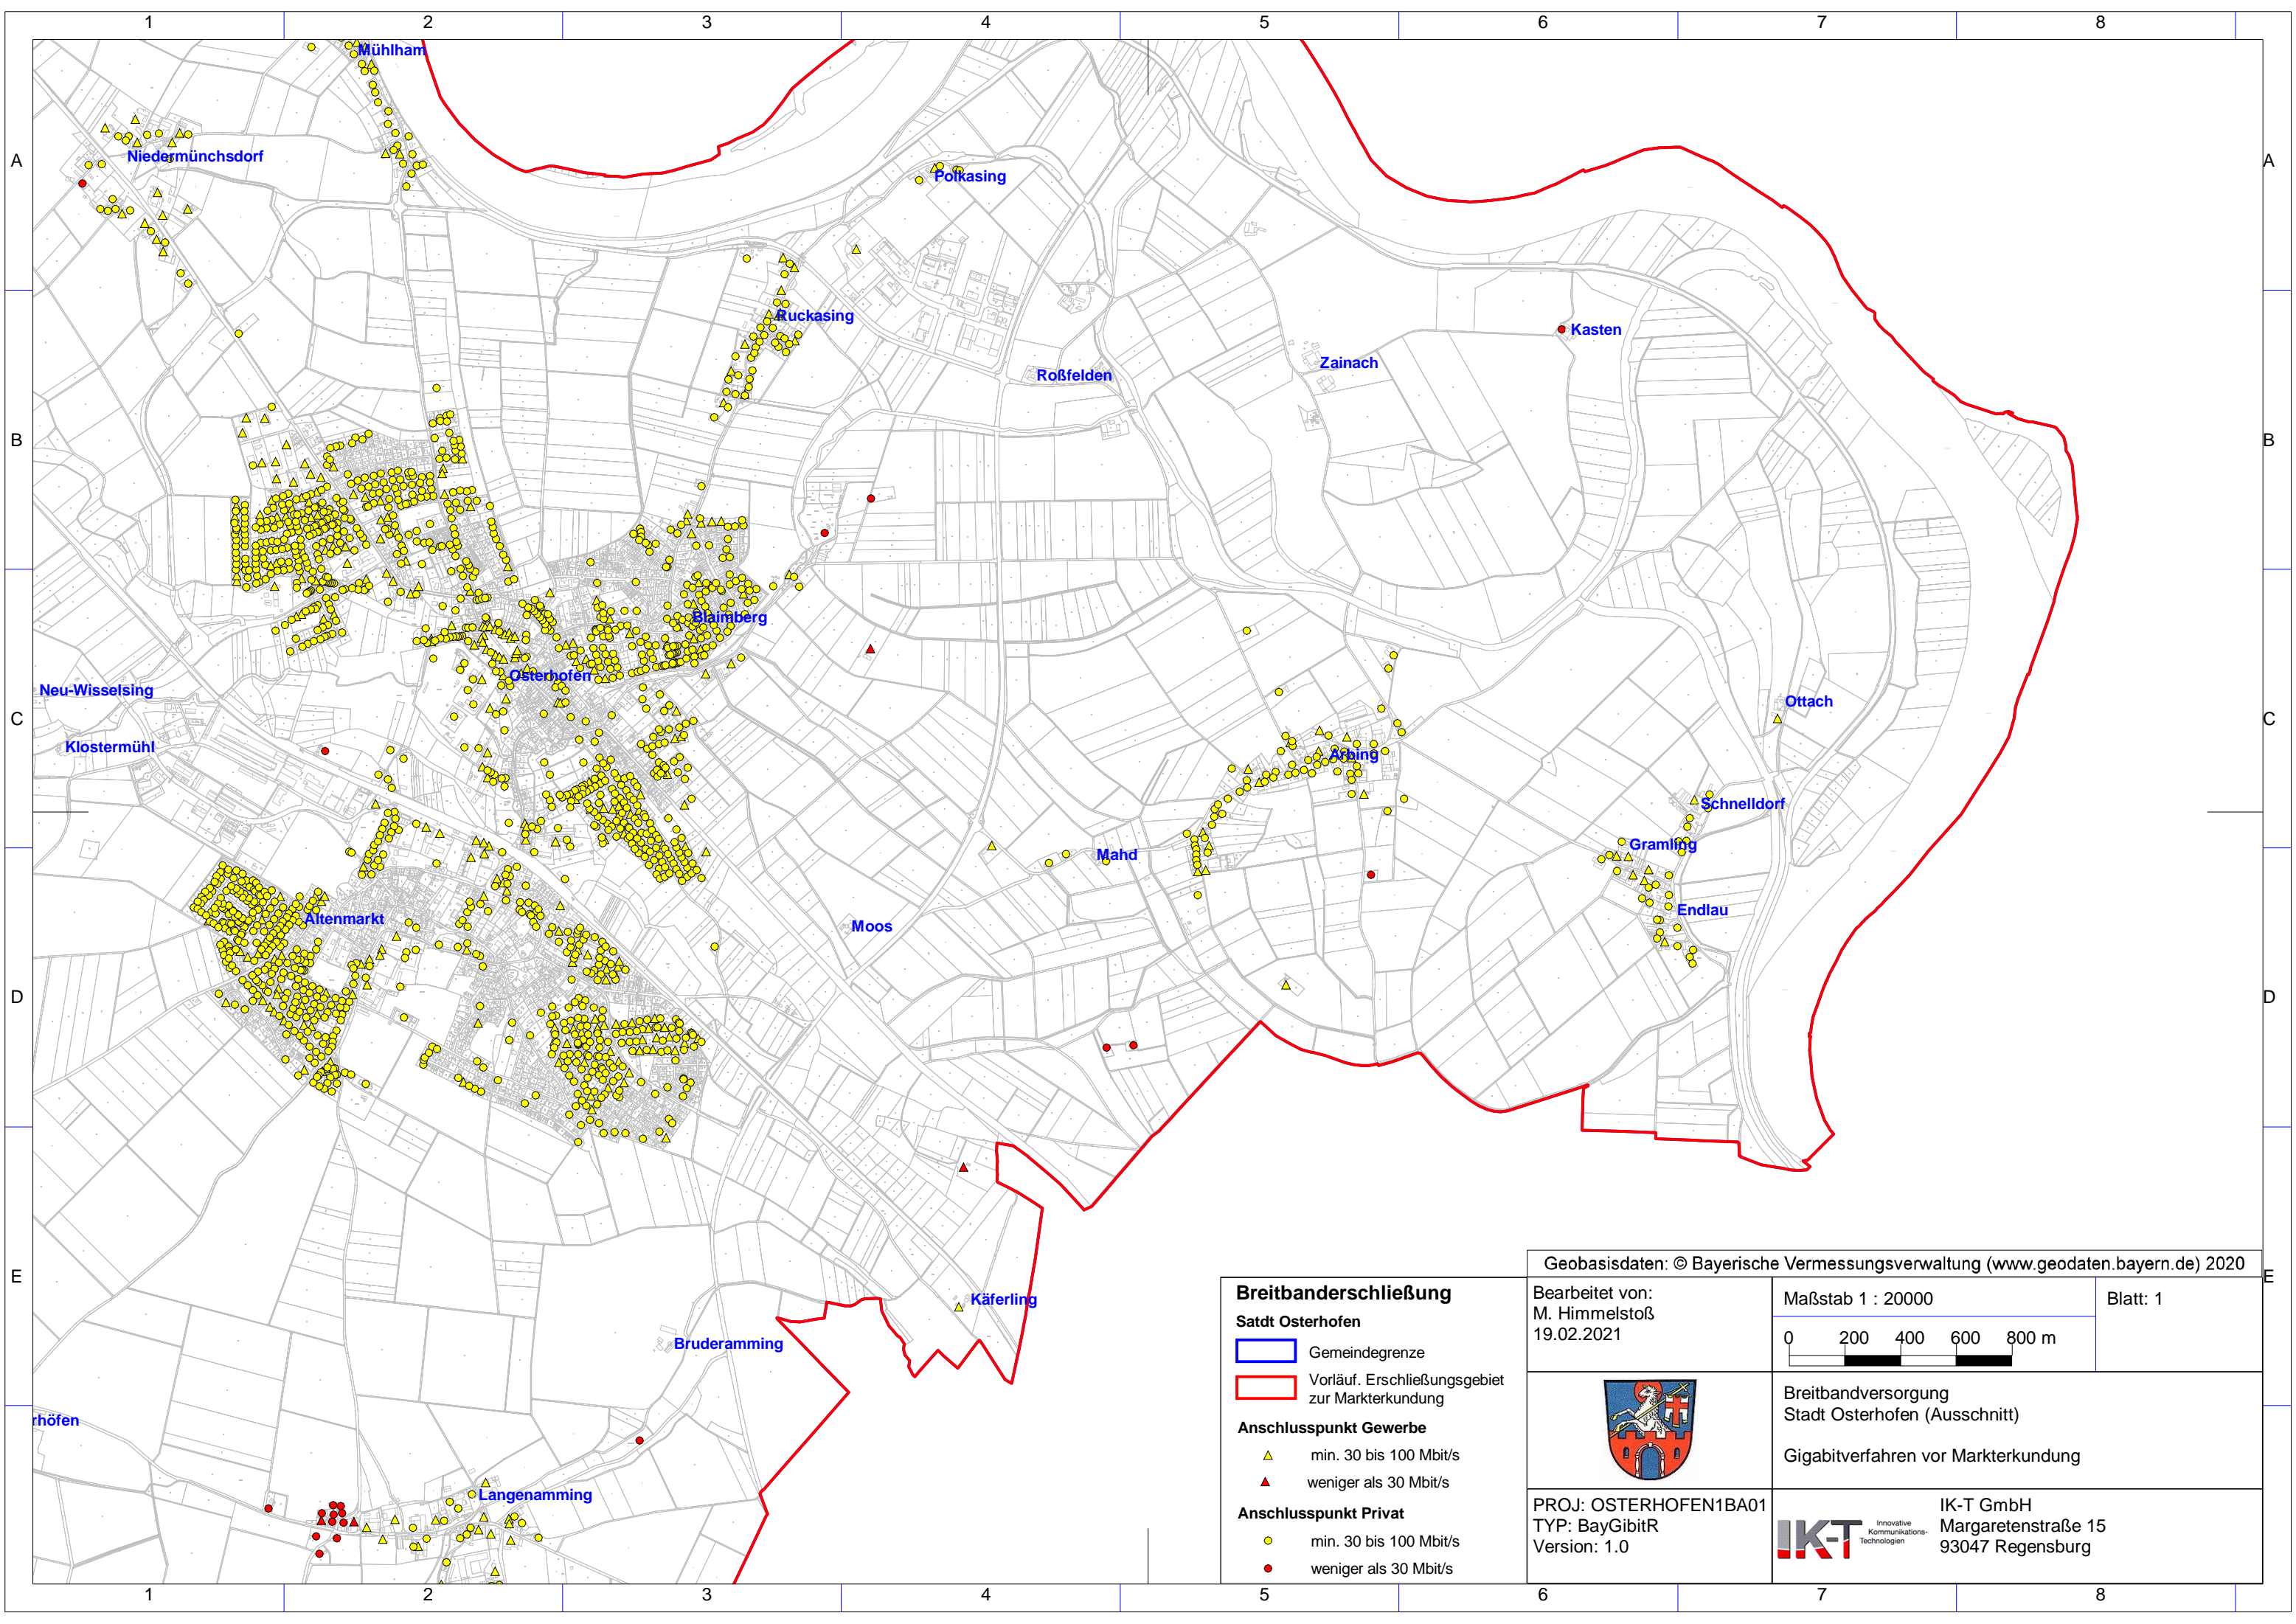 1 2 3 4 5 6 7 8
Mühlham
A
Niedermünchsdorf
Polkasing
A
Ruckasing
Kasten
Zainach
Roßfelden
B
B
Blaimberg
Osterhofen
Neu-Wisselsing
Ottach
C
C
Klostermühl
Arbing
Schnelldorf
Gramling
Mahd
Endlau
Altenmarkt
Moos
D
D
E
E
Käferling
Bruderamming
rhöfen
Langenamming
Geobasisdaten: © Bayerische Vermessungsverwaltung (www.geodaten.bayern.de) 2020
Breitbanderschließung
Satdt Osterhofen
Gemeindegrenze
Vorläuf. Erschließungsgebiet
zur Markterkundung
Anschlusspunkt Gewerbe
min. 30 bis 100 Mbit/s
weniger als 30 Mbit/s
Anschlusspunkt Privat
min. 30 bis 100 Mbit/s
weniger als 30 Mbit/s
Bearbeitet von:
M. Himmelstoß
19.02.2021
Maßstab 1 : 20000
0 200 400 600 800 m
Blatt: 1
Breitbandversorgung
Stadt Osterhofen (Ausschnitt)
Gigabitverfahren vor Markterkundung
PROJ: OSTERHOFEN1BA01
TYP: BayGibitR
Version: 1.0
IK-T
Innovative
Kommunikations-
Technologien
IK-T GmbH
Margaretenstraße 15
93047 Regensburg
1 2 3 4 5 6 7 8